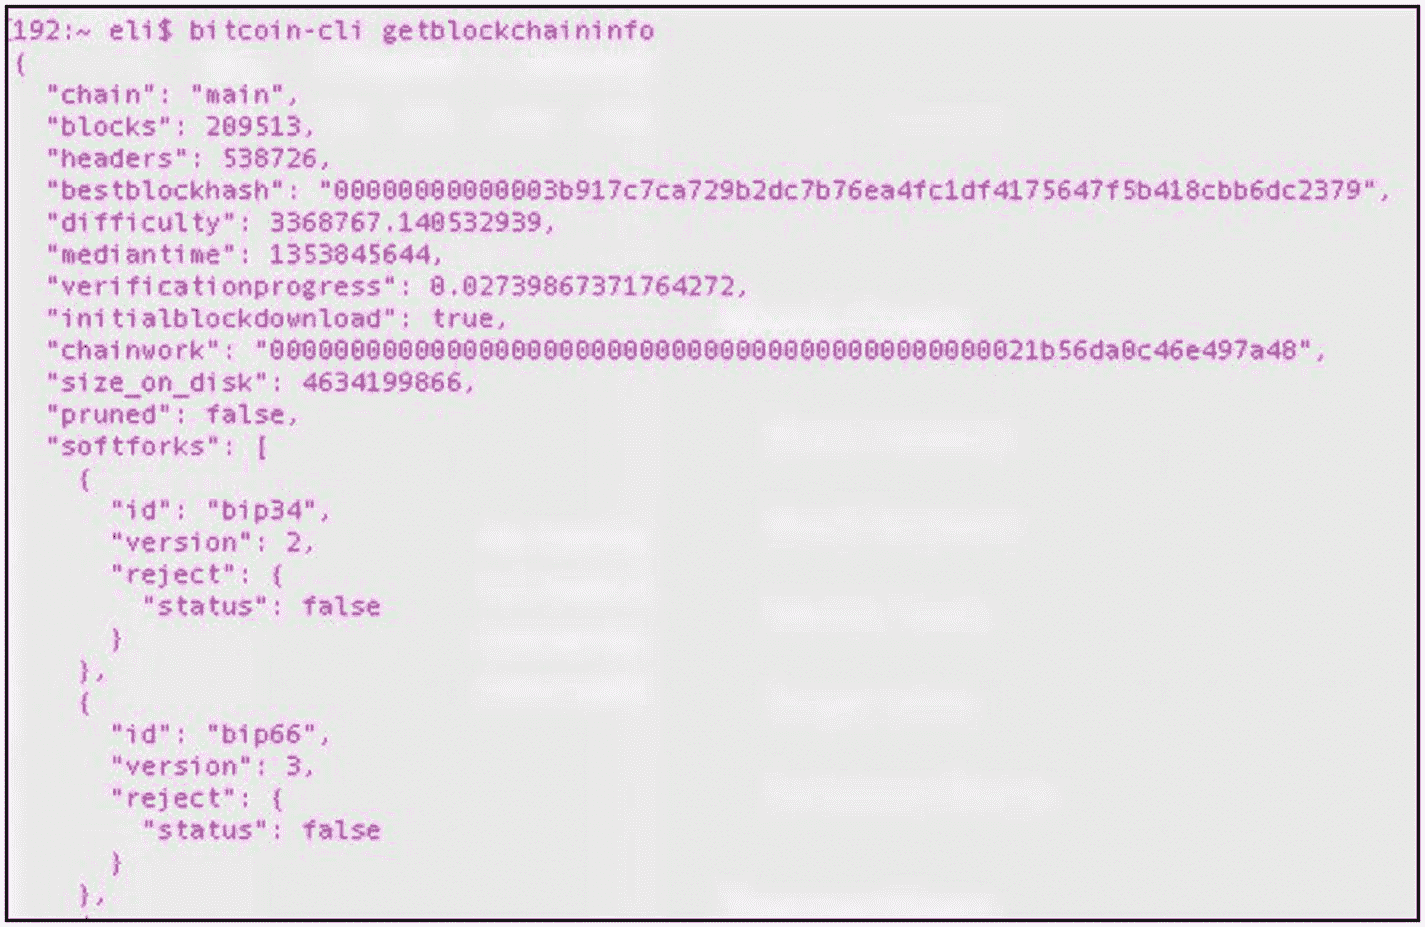 192:~ eli$ bitcoin-cli getblockchaininfo
{
"chain": "main",
"blocks": 209513,
"headers": 538726,
"bestblockhash": "00000000000003b917c7ca729b2dc7b76ea4fc1df4175647f5b418cbb6dc2379",
"difficulty": 3368767.140532939,
"mediantime": 1353845644,
"verificationprogress": 0.02739867371764272,
"initialblockdownload": true,
"chainwork": "00000000000000000000000000000000000000000000021b56da0c46e497a48",
"size_on_disk": 4634199866,
"pruned": false,
"softforks": [
{
"id": "bip34",
"version": 2,
"reject": {
"status": false
}
},
{
"id": "bip66",
"version": 3,
"reject": {
"status": false
}
},